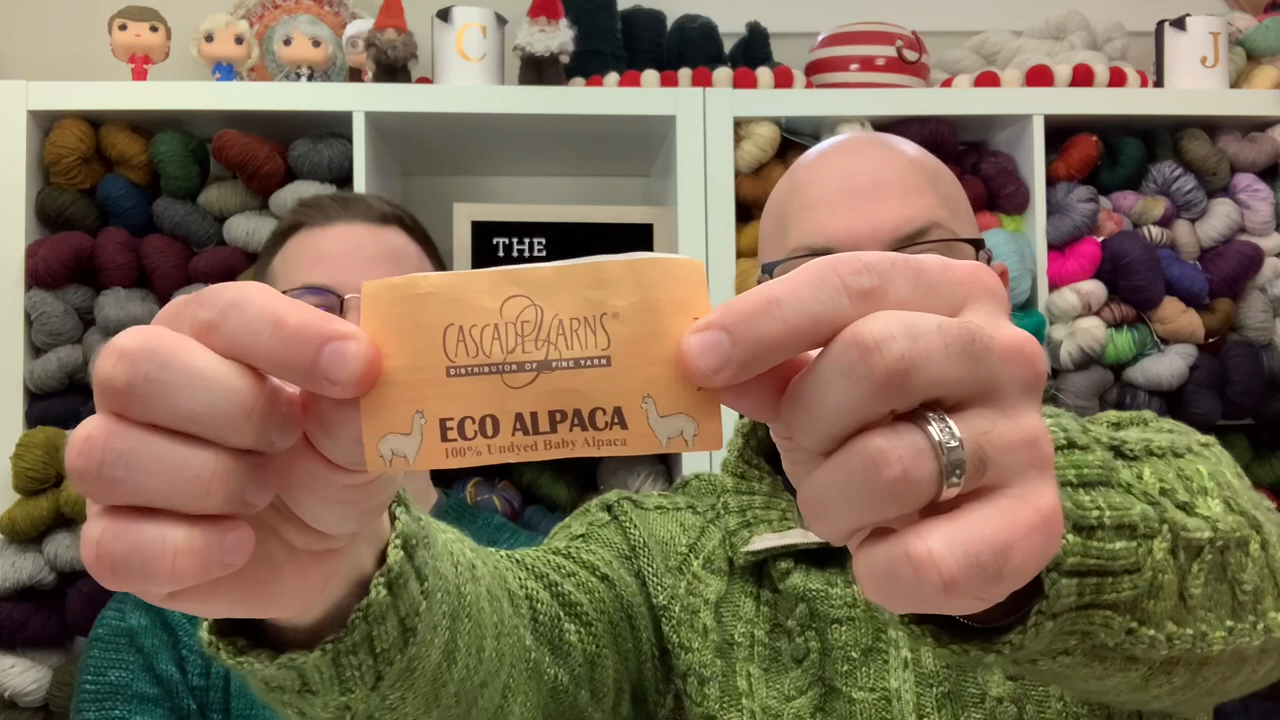 C
J
THE
CASCADE YARNS®
DISTRIBUTOR OF FINE YARN
ECO ALPACA
100% Undyed Baby Alpaca